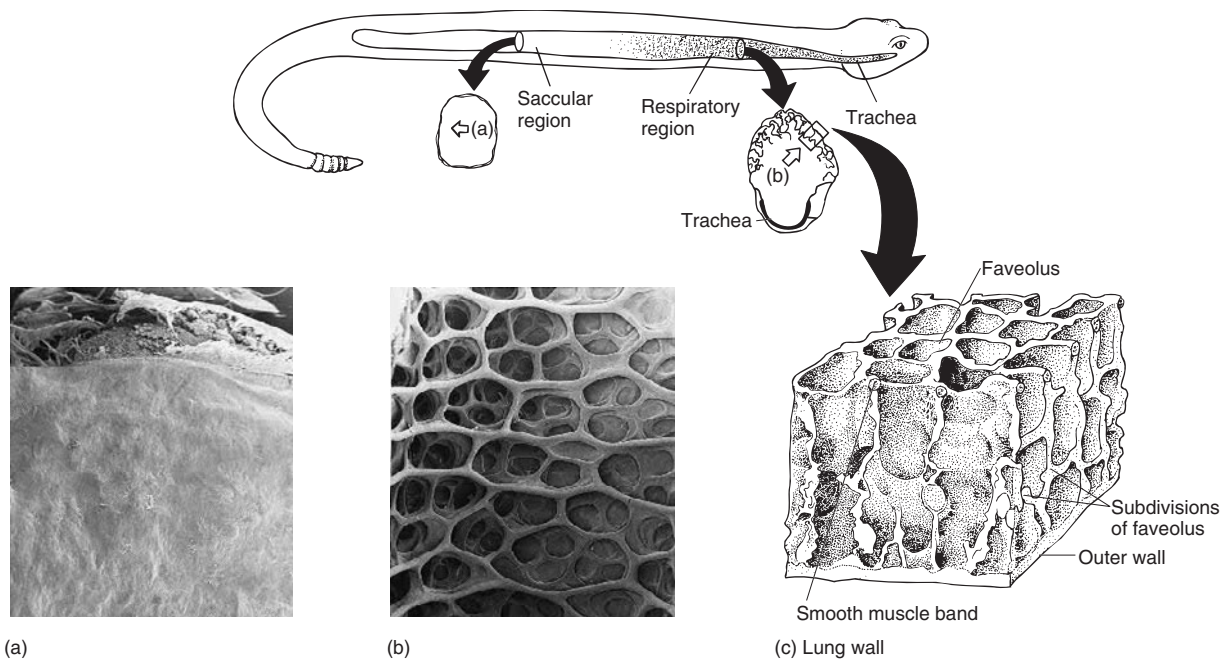 Saccular
region
(a)
Respiratory
region
Trachea
(b)
Trachea
Faveolus
Subdivisions
of faveolus
Outer wall
Smooth muscle band
(a)
(b)
(c) Lung wall